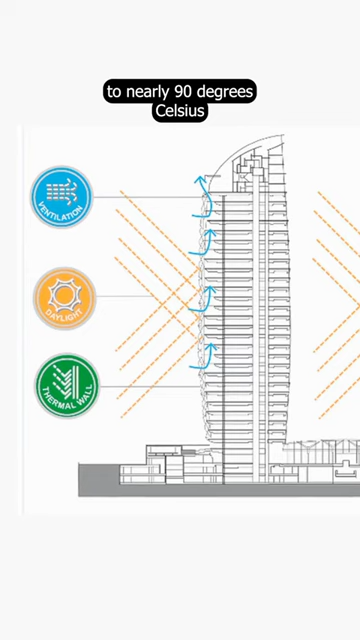 to nearly 90 degrees
Celsius
VENTILATION
DAYLIGHT
THERMAL WALL